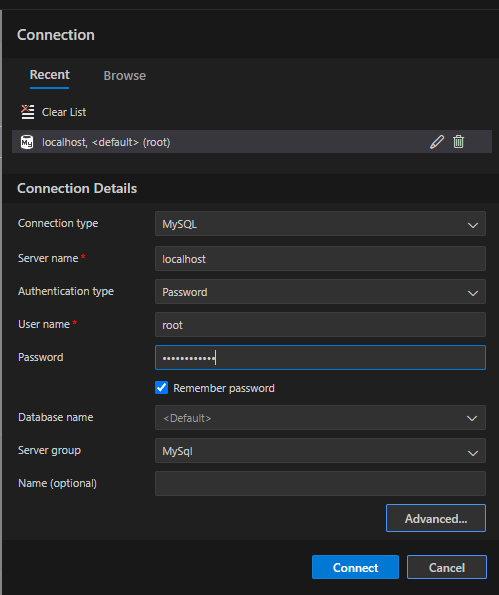 Connection
Recent Browse
Clear List
My localhost, <default> (root)
Connection Details
Connection type MySQL
Server name * localhost
Authentication type Password
User name * root
Password ••••••••••••
Remember password
Database name <Default>
Server group MySql
Name (optional)
Advanced...
Connect Cancel